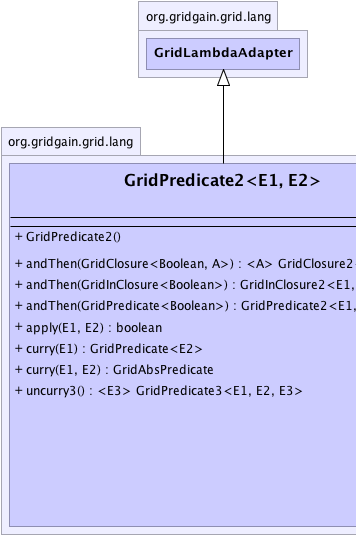 org.gridgain.grid.lang
GridLambdaAdapter
org.gridgain.grid.lang
GridPredicate2<E1, E2>
+ GridPredicate2()
+ andThen(GridClosure<Boolean, A>) : <A> GridClosure2<
+ andThen(GridInClosure<Boolean>) : GridInClosure2<E1,
+ andThen(GridPredicate<Boolean>) : GridPredicate2<E1,
+ apply(E1, E2) : boolean
+ curry(E1) : GridPredicate<E2>
+ curry(E1, E2) : GridAbsPredicate
+ uncurry3() : <E3> GridPredicate3<E1, E2, E3>